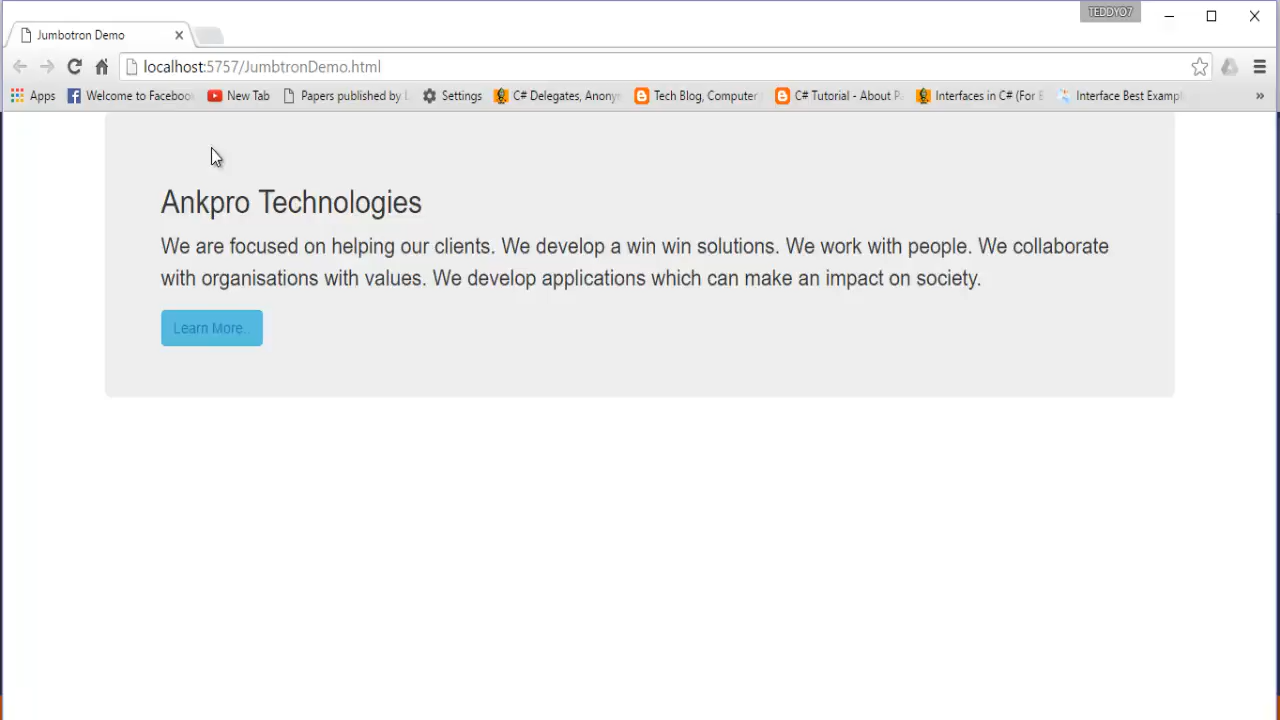 TEDDYO7
Jumbotron Demo
localhost:5757/JumbtronDemo.html
Apps Welcome to Faceboo New Tab Papers published by Settings C# Delegates, Anony Tech Blog, Computer C# Tutorial - About P Interfaces in C# (For Interface Best Examp »
Ankpro Technologies
We are focused on helping our clients. We develop a win win solutions. We work with people. We collaborate
with organisations with values. We develop applications which can make an impact on society.
Learn More..